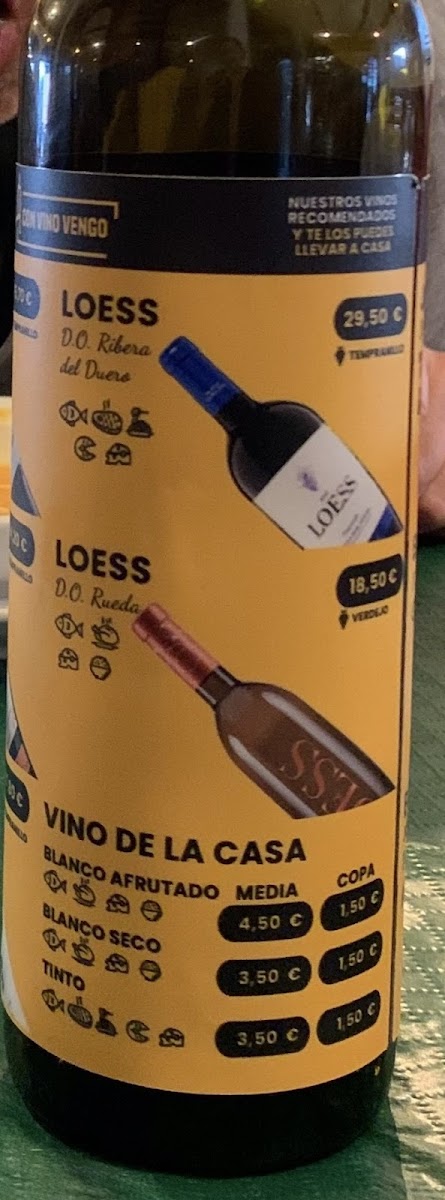 CON VINO VENGO
NUESTROS VINOS
RECOMENDADOS
Y TE LOS PUEDES
LLEVAR A CASA
LOESS
D.O. Ribera
del Duero
29,50 €
TEMPRANILLO
LOESS
LOESS
D.O. Rueda
18,50 €
VERDEJO
VINO DE LA CASA
MEDIA
COPA
BLANCO AFRUTADO
4,50 €
1,50 €
BLANCO SECO
3,50 €
1,50 €
TINTO
3,50 €
1,50 €